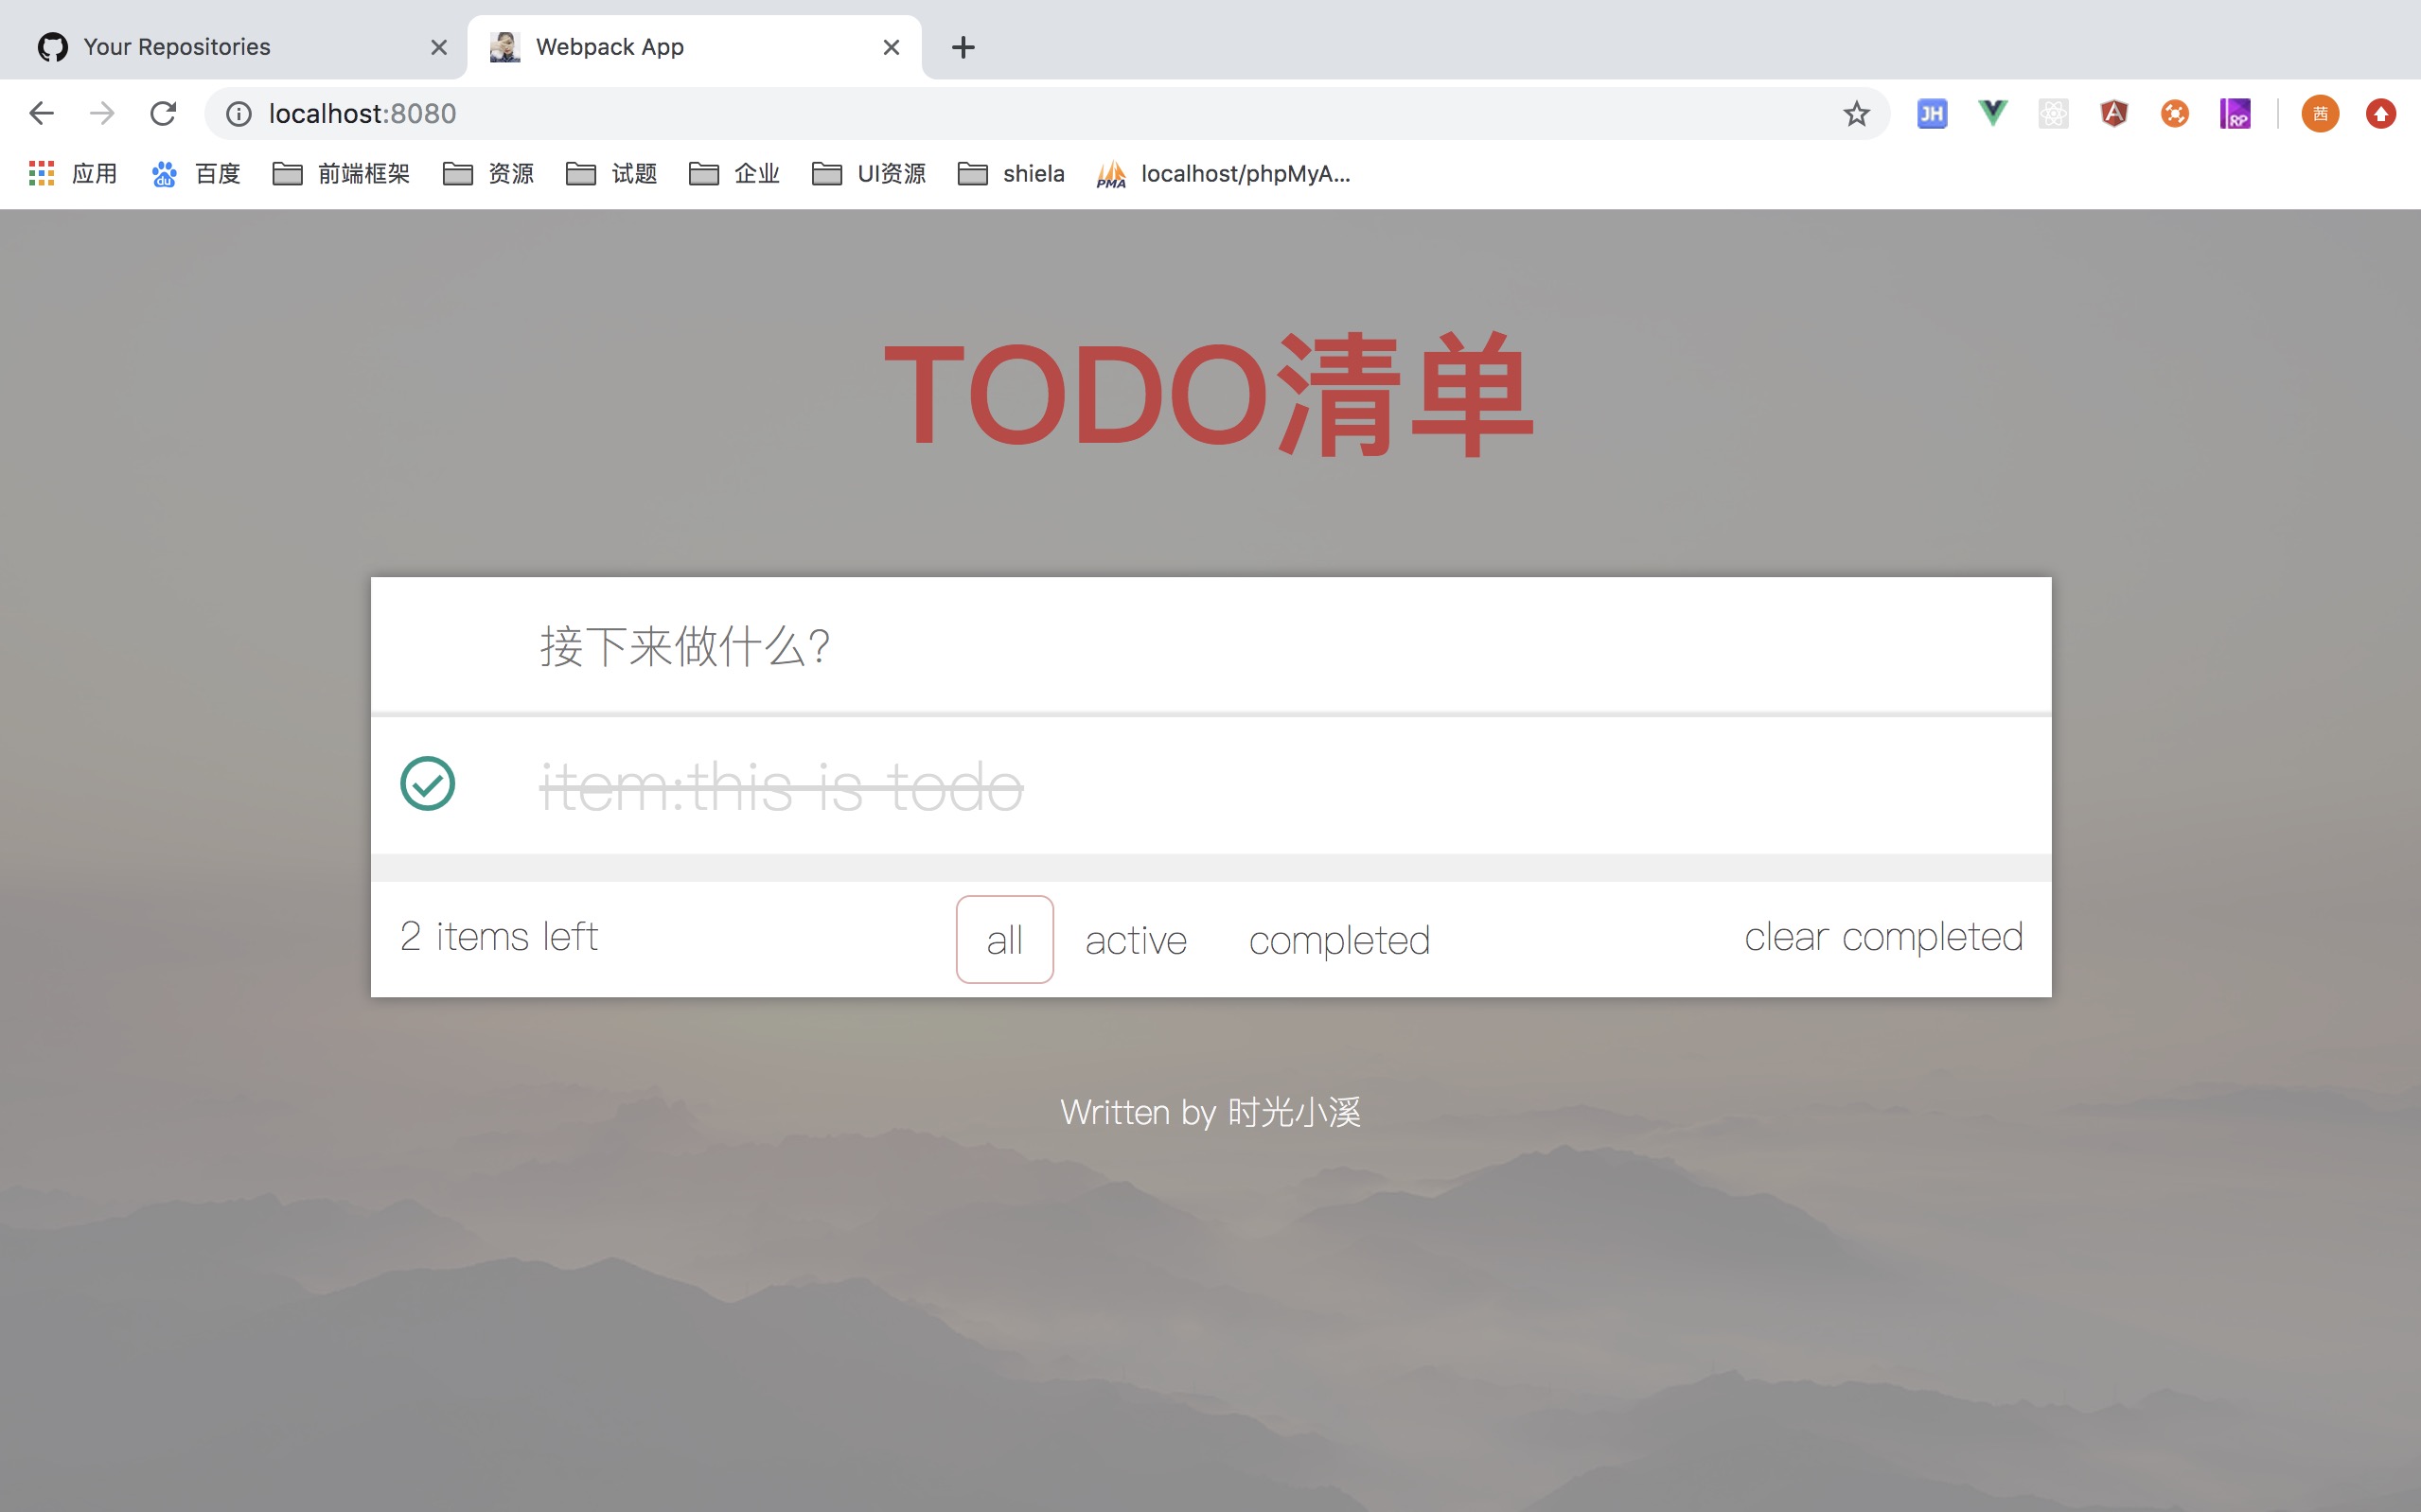 Your Repositories
Webpack App
localhost:8080
JH
RP
茜
应用
百度
前端框架
资源
试题
企业
UI资源
shiela
PMA
localhost/phpMyA...
TODO清单
接下来做什么?
item:this is todo
2 items left
all
active
completed
clear completed
Written by 时光小溪